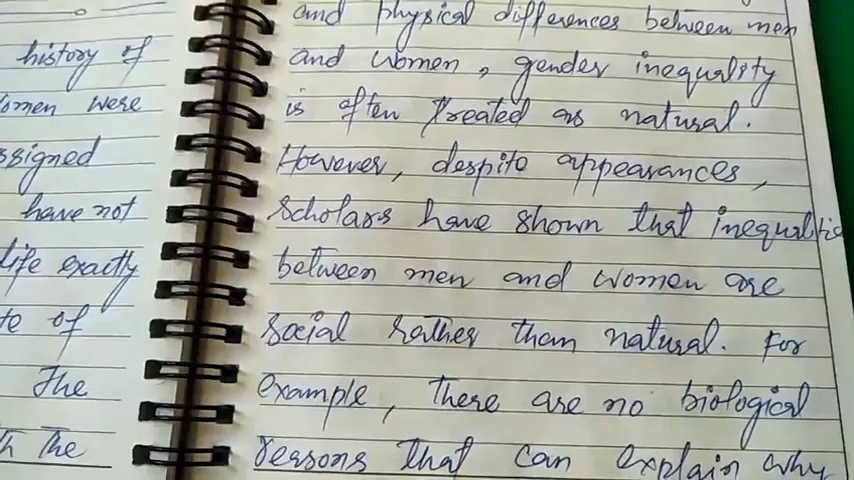 history of
women were
ssigned
have not
life exactly
te of
The
The
and physical differences between men
and women, gender inequality
is often treated as natural.
However, despite appearances,
scholars have shown that inequalitie
between men and women are
social rather than natural. For
example, there are no biological
reasons that can explain why